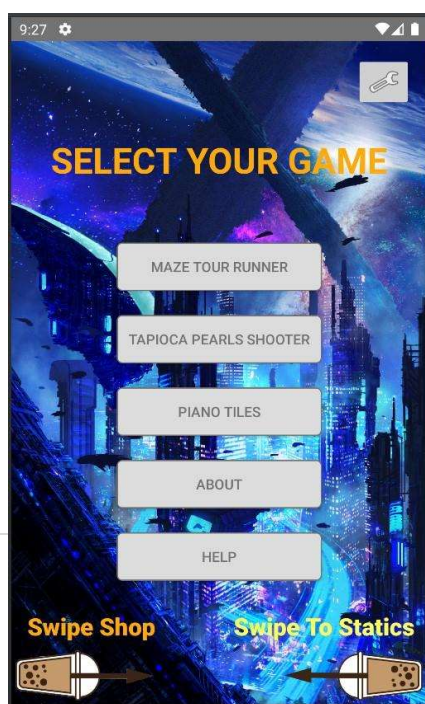 9:27
SELECT YOUR GAME
MAZE TOUR RUNNER
TAPIOCA PEARLS SHOOTER
PIANO TILES
ABOUT
HELP
Swipe Shop
Swipe To Statics